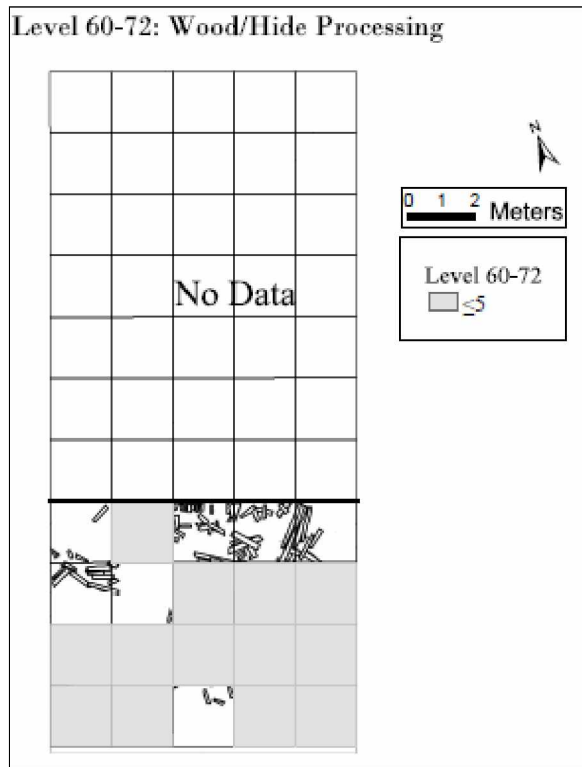 Level 60-72: Wood/Hide Processing
N
0 1 2
Meters
Level 60-72
≤5
No Data